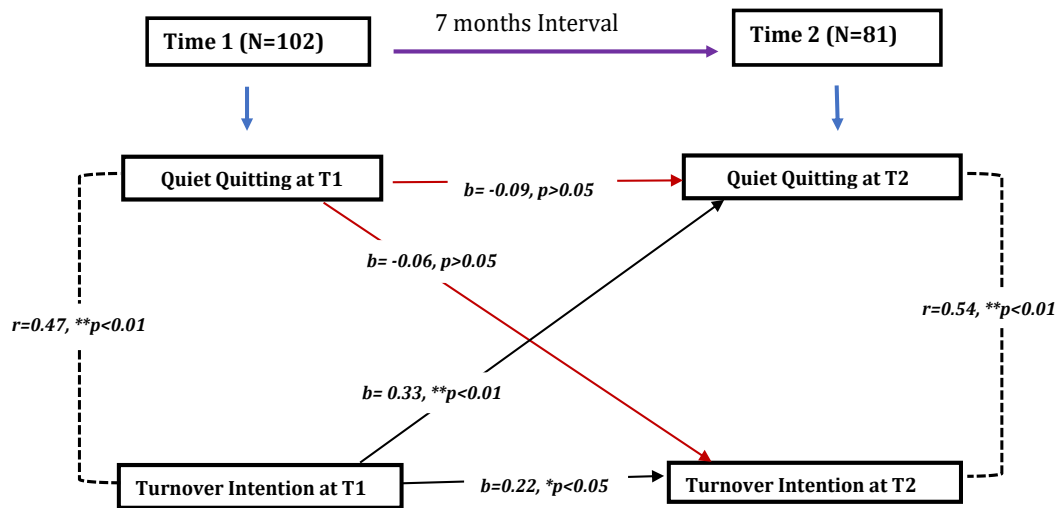 Time 1 (N=102)
7 months Interval
Time 2 (N=81)
Quiet Quitting at T1
b= -0.09, p>0.05
Quiet Quitting at T2
b= -0.06, p>0.05
r=0.47, **p<0.01
r=0.54, **p<0.01
b= 0.33, **p<0.01
Turnover Intention at T1
b=0.22, *p<0.05
Turnover Intention at T2